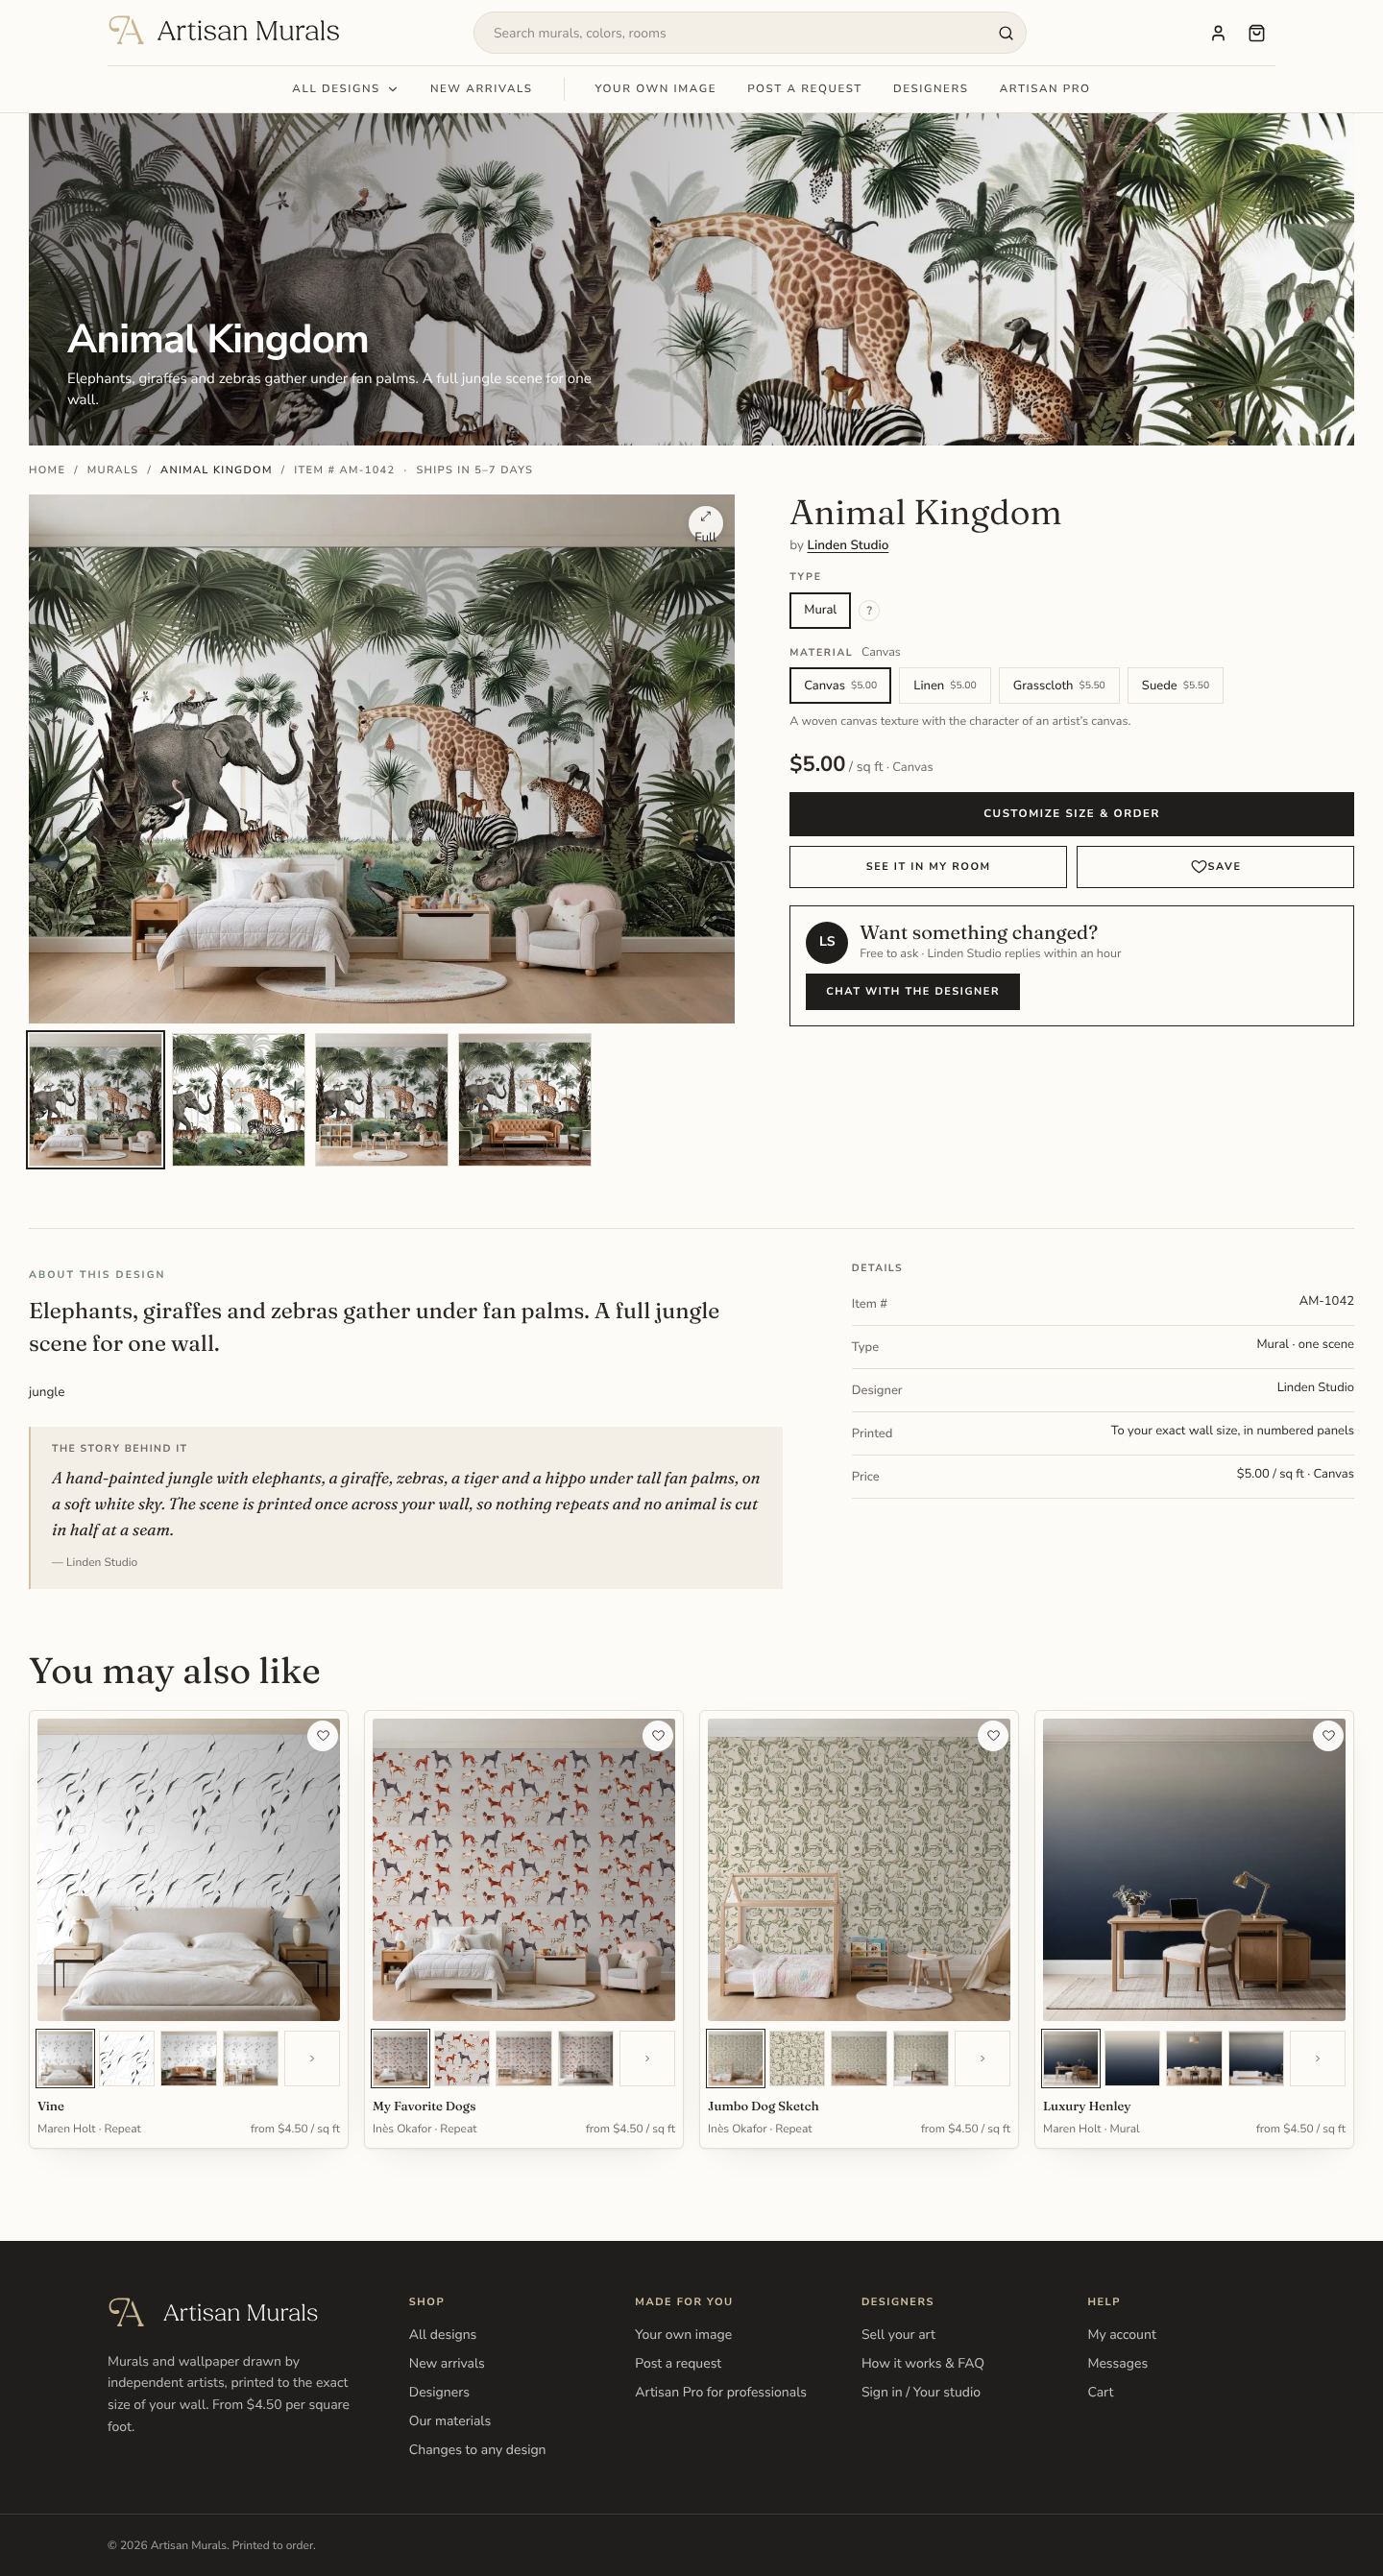 Artisan Murals
Search murals, colors, rooms
ALL DESIGNS
NEW ARRIVALS
YOUR OWN IMAGE
POST A REQUEST
DESIGNERS
ARTISAN PRO
Animal Kingdom
Elephants, giraffes and zebras gather under fan palms. A full jungle scene for one
wall.
HOME / MURALS / ANIMAL KINGDOM / ITEM # AM-1042 · SHIPS IN 5–7 DAYS
Full
Animal Kingdom
by Linden Studio
TYPE
Mural
?
MATERIAL Canvas
Canvas $5.00
Linen $5.00
Grasscloth $5.50
Suede $5.50
A woven canvas texture with the character of an artist's canvas.
$5.00 / sq ft · Canvas
CUSTOMIZE SIZE & ORDER
SEE IT IN MY ROOM
SAVE
LS
Want something changed?
Free to ask · Linden Studio replies within an hour
CHAT WITH THE DESIGNER
ABOUT THIS DESIGN
Elephants, giraffes and zebras gather under fan palms. A full jungle
scene for one wall.
jungle
THE STORY BEHIND IT
A hand-painted jungle with elephants, a giraffe, zebras, a tiger and a hippo under tall fan palms, on
a soft white sky. The scene is printed once across your wall, so nothing repeats and no animal is cut
in half at a seam.
— Linden Studio
DETAILS
Item # AM-1042
Type Mural · one scene
Designer Linden Studio
Printed To your exact wall size, in numbered panels
Price $5.00 / sq ft · Canvas
You may also like
Vine
Maren Holt · Repeat from $4.50 / sq ft
My Favorite Dogs
Inès Okafor · Repeat from $4.50 / sq ft
Jumbo Dog Sketch
Inès Okafor · Repeat from $4.50 / sq ft
Luxury Henley
Maren Holt · Mural from $4.50 / sq ft
Artisan Murals
Murals and wallpaper drawn by
independent artists, printed to the exact
size of your wall. From $4.50 per square
foot.
SHOP
All designs
New arrivals
Designers
Our materials
Changes to any design
MADE FOR YOU
Your own image
Post a request
Artisan Pro for professionals
DESIGNERS
Sell your art
How it works & FAQ
Sign in / Your studio
HELP
My account
Messages
Cart
© 2026 Artisan Murals. Printed to order.